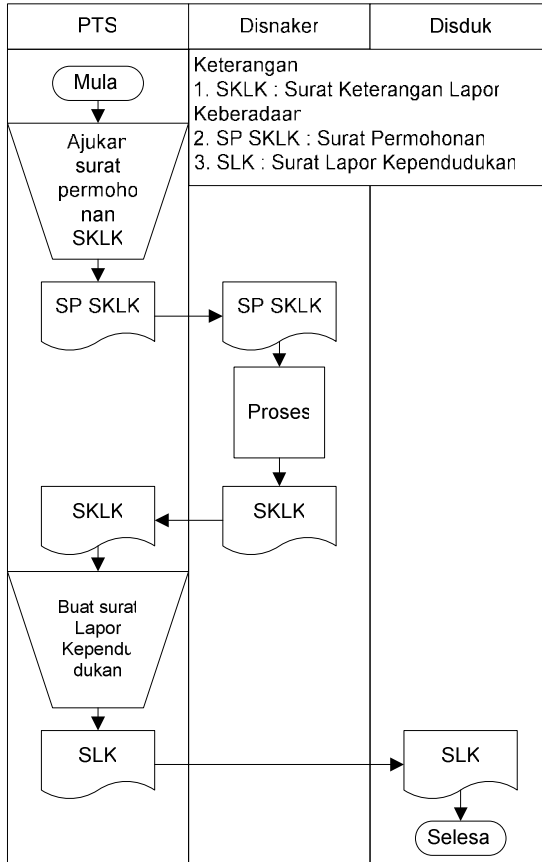 PTS
Disnaker
Disduk
Mula
Keterangan
1. SKLK : Surat Keterangan Lapor
Keberadaan
2. SP SKLK : Surat Permohonan
3. SLK : Surat Lapor Kependudukan
Ajukan
surat
permoho
nan
SKLK
SP SKLK
SP SKLK
Proses
SKLK
SKLK
Buat surat
Lapor
Kependu
dukan
SLK
SLK
Selesa